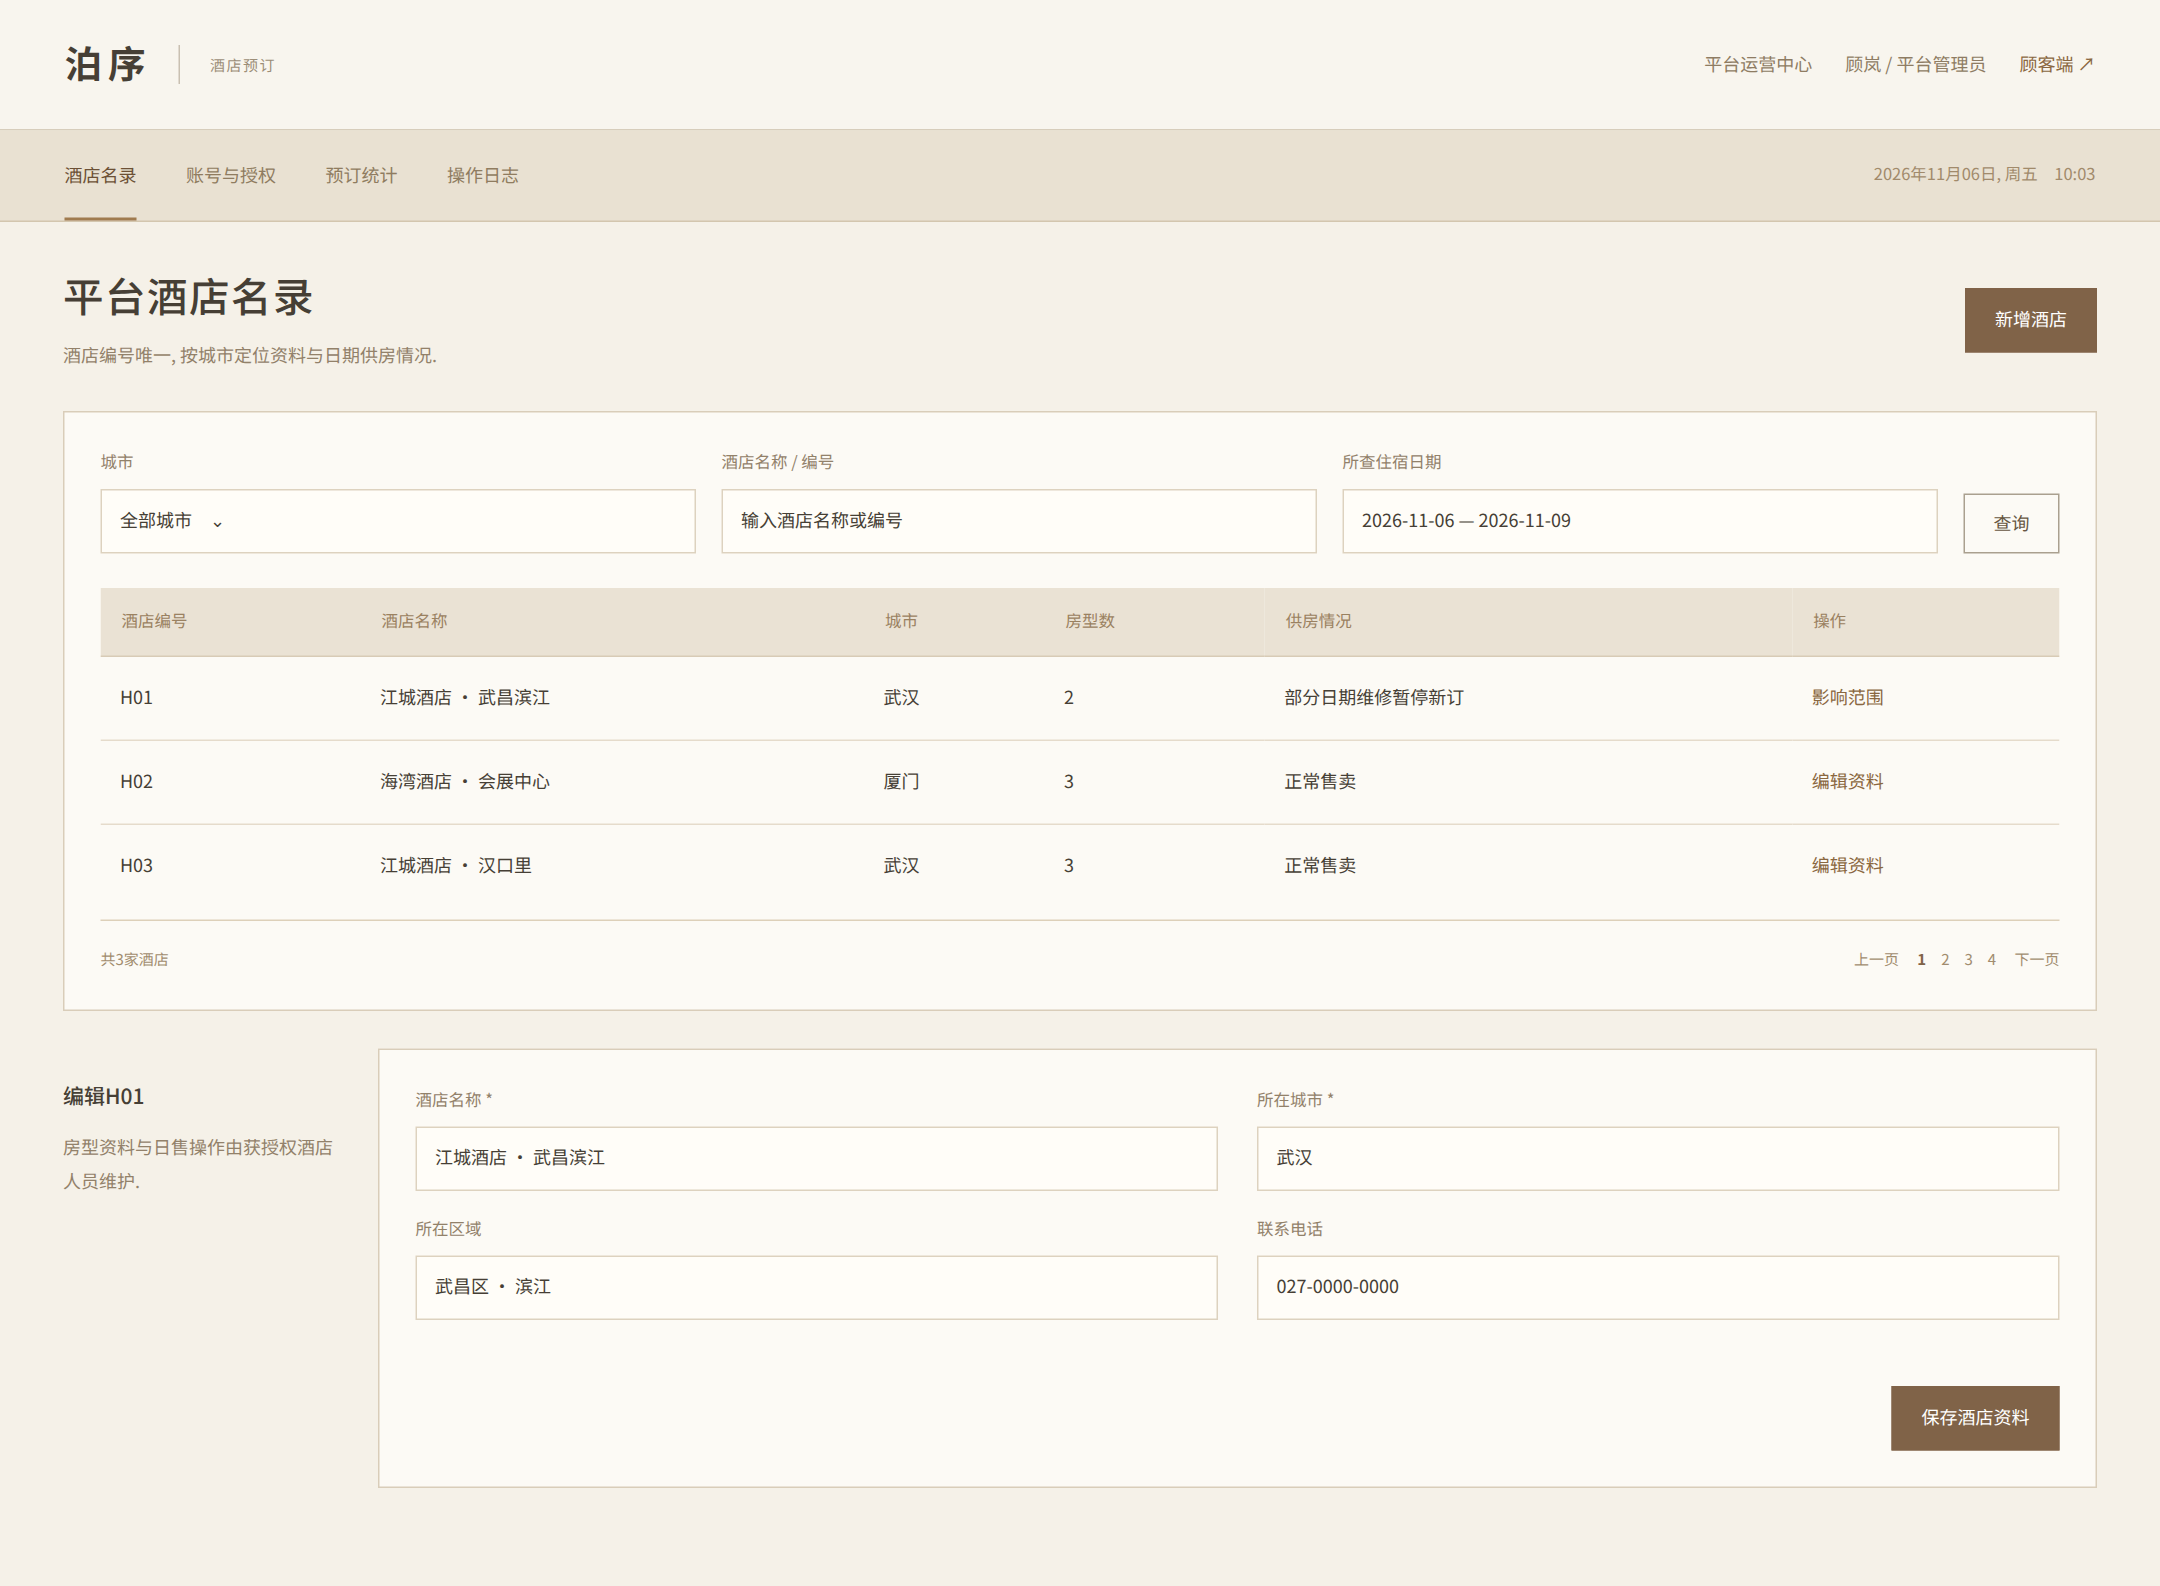 泊序
酒店预订
平台运营中心 顾岚 / 平台管理员 顾客端 ↗
酒店名录 账号与授权 预订统计 操作日志
2026年11月06日, 周五 10:03
平台酒店名录
酒店编号唯一, 按城市定位资料与日期供房情况.
新增酒店
城市 酒店名称 / 编号 所查住宿日期
全部城市 ⌄ 输入酒店名称或编号 2026-11-06 — 2026-11-09 查询
酒店编号 酒店名称 城市 房型数 供房情况 操作
H01 江城酒店 · 武昌滨江 武汉 2 部分日期维修暂停新订 影响范围
H02 海湾酒店 · 会展中心 厦门 3 正常售卖 编辑资料
H03 江城酒店 · 汉口里 武汉 3 正常售卖 编辑资料
共3家酒店 上一页 1 2 3 4 下一页
编辑H01
房型资料与日售操作由获授权酒店
人员维护.
酒店名称 * 所在城市 *
江城酒店 · 武昌滨江 武汉
所在区域 联系电话
武昌区 · 滨江 027-0000-0000
保存酒店资料